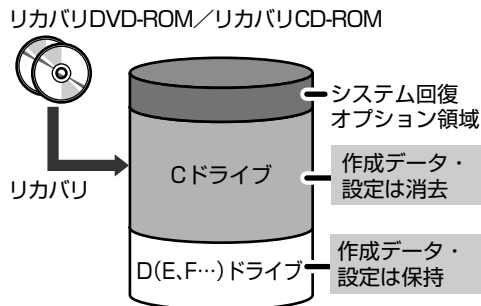 リカバリDVD-ROM／リカバリCD-ROM
システム回復
オプション領域
リカバリ
Cドライブ
作成データ・
設定は消去
D(E、F…)ドライブ
作成データ・
設定は保持